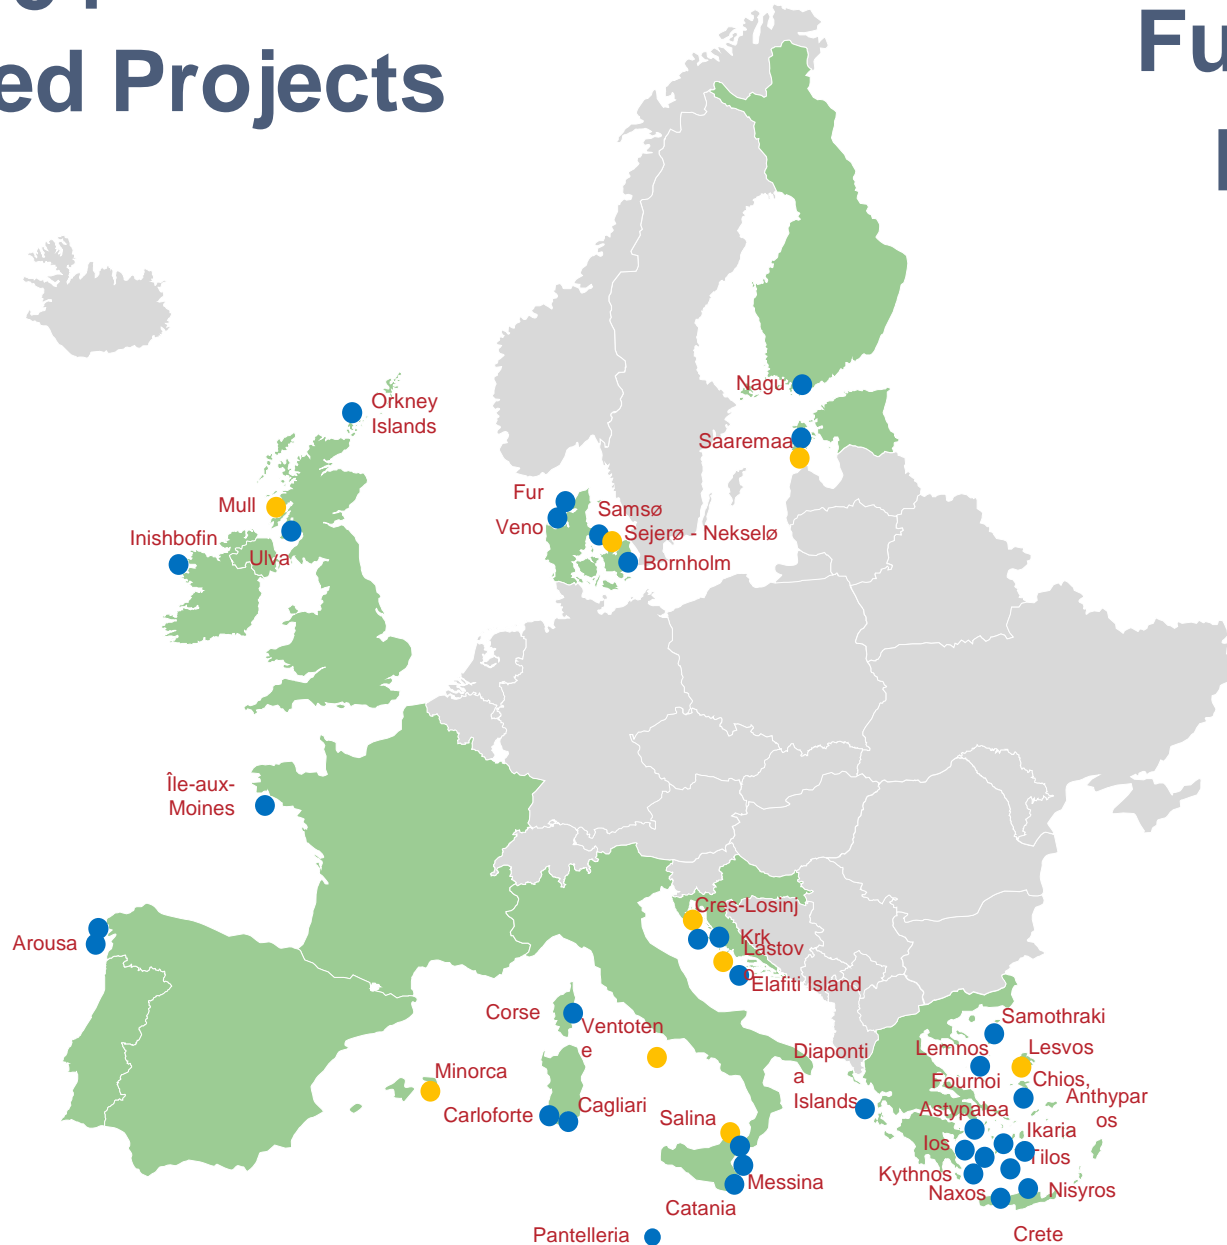 ed Projects
Fu
Orkney
Islands
Nagu
Saaremaa
Mull
Fur
Samsø
Veno
Sejerø - Nekselø
Inishbofin
Ulva
Bornholm
Île-aux-
Moines
Arousa
Cres-Losinj
Krk
Lastov
o
Elafiti Island
Corse
Ventoten
e
Minorca
Carloforte
Cagliari
Salina
Messina
Catania
Pantelleria
Diaponti
a
Islands
Samothraki
Lemnos
Lesvos
Fournoi
Chios,
Anthypar
os
Astypalea
Ikaria
Ios
Tilos
Kythnos
Naxos
Nisyros
Crete